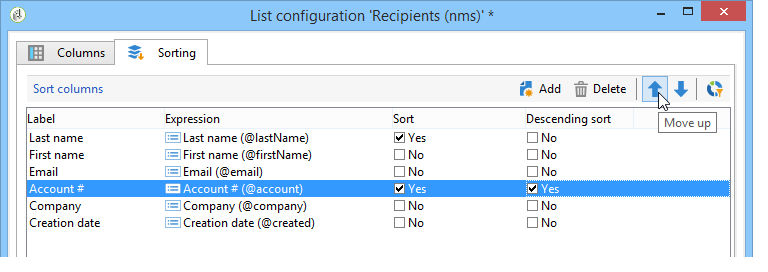 List configuration 'Recipients (nms)' *
Columns Sorting
Sort columns Add Delete
Move up
Label Expression Sort Descending sort
Last name Last name (@lastName) Yes No
First name First name (@firstName) No No
Email Email (@email) No No
Account # Account # (@account) Yes Yes
Company Company (@company) No No
Creation date Creation date (@created) No No